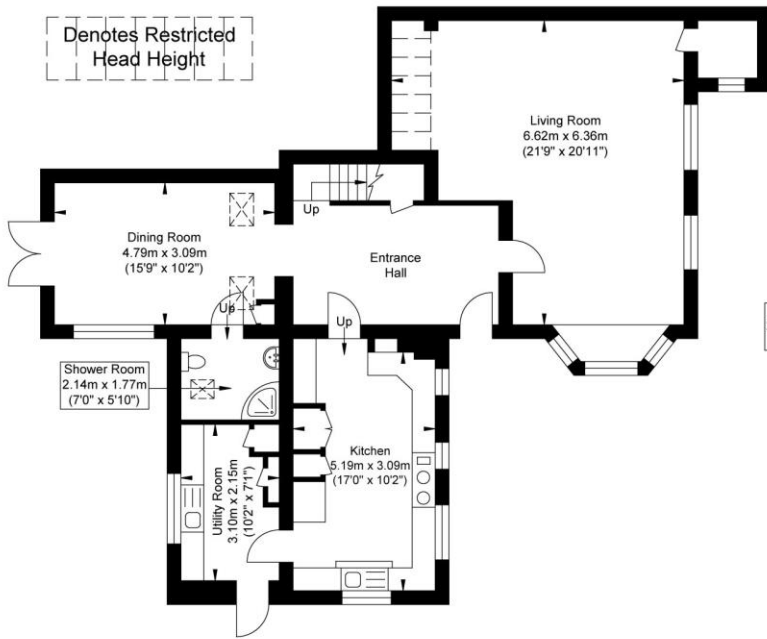 Denotes Restricted
Head Height
Living Room
6.62m x 6.36m
(21'9" x 20'11")
Up
Dining Room
4.79m x 3.09m
(15'9" x 10'2")
Entrance
Hall
Up
Up
Shower Room
2.14m x 1.77m
(7'0" x 5'10")
Kitchen
5.19m x 3.09m
(17'0" x 10'2")
Utility Room
3.10m x 2.15m
(10'2" x 7'1")